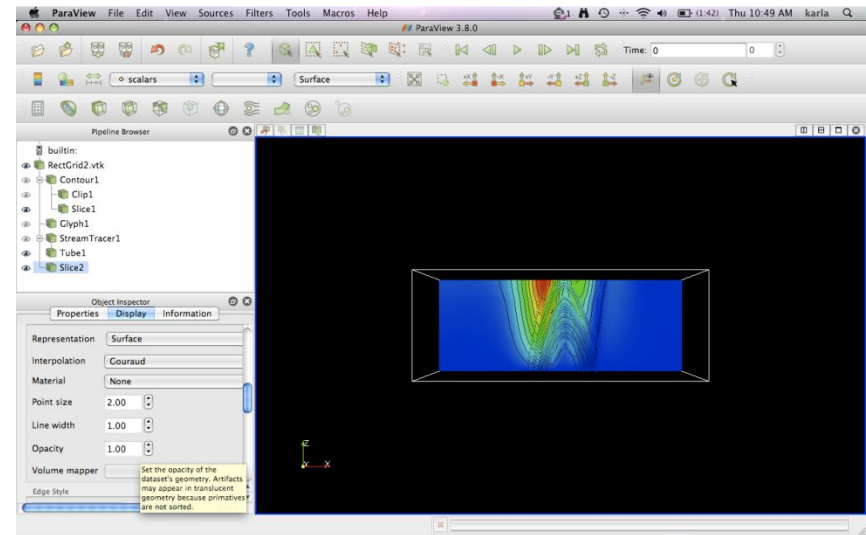 ParaView File Edit View Sources Filters Tools Macros Help 1 (1:42) Thu 10:49 AM karla
ParaView 3.8.0
Time: 0 0
scalars Surface
Pipeline Browser
builtin:
RectGrid2.vtk
Contour1
Clip1
Slice1
Glyph1
StreamTracer1
Tube1
Slice2
Object Inspector
Properties Display Information
Representation Surface
Interpolation Gouraud
Material None
Point size 2.00
Line width 1.00
Opacity 1.00
Volume mapper
Set the opacity of the
dataset's geometry. Artifacts
may appear in translucent
geometry because primatives
are not sorted.
Edge Style
Z
Y X